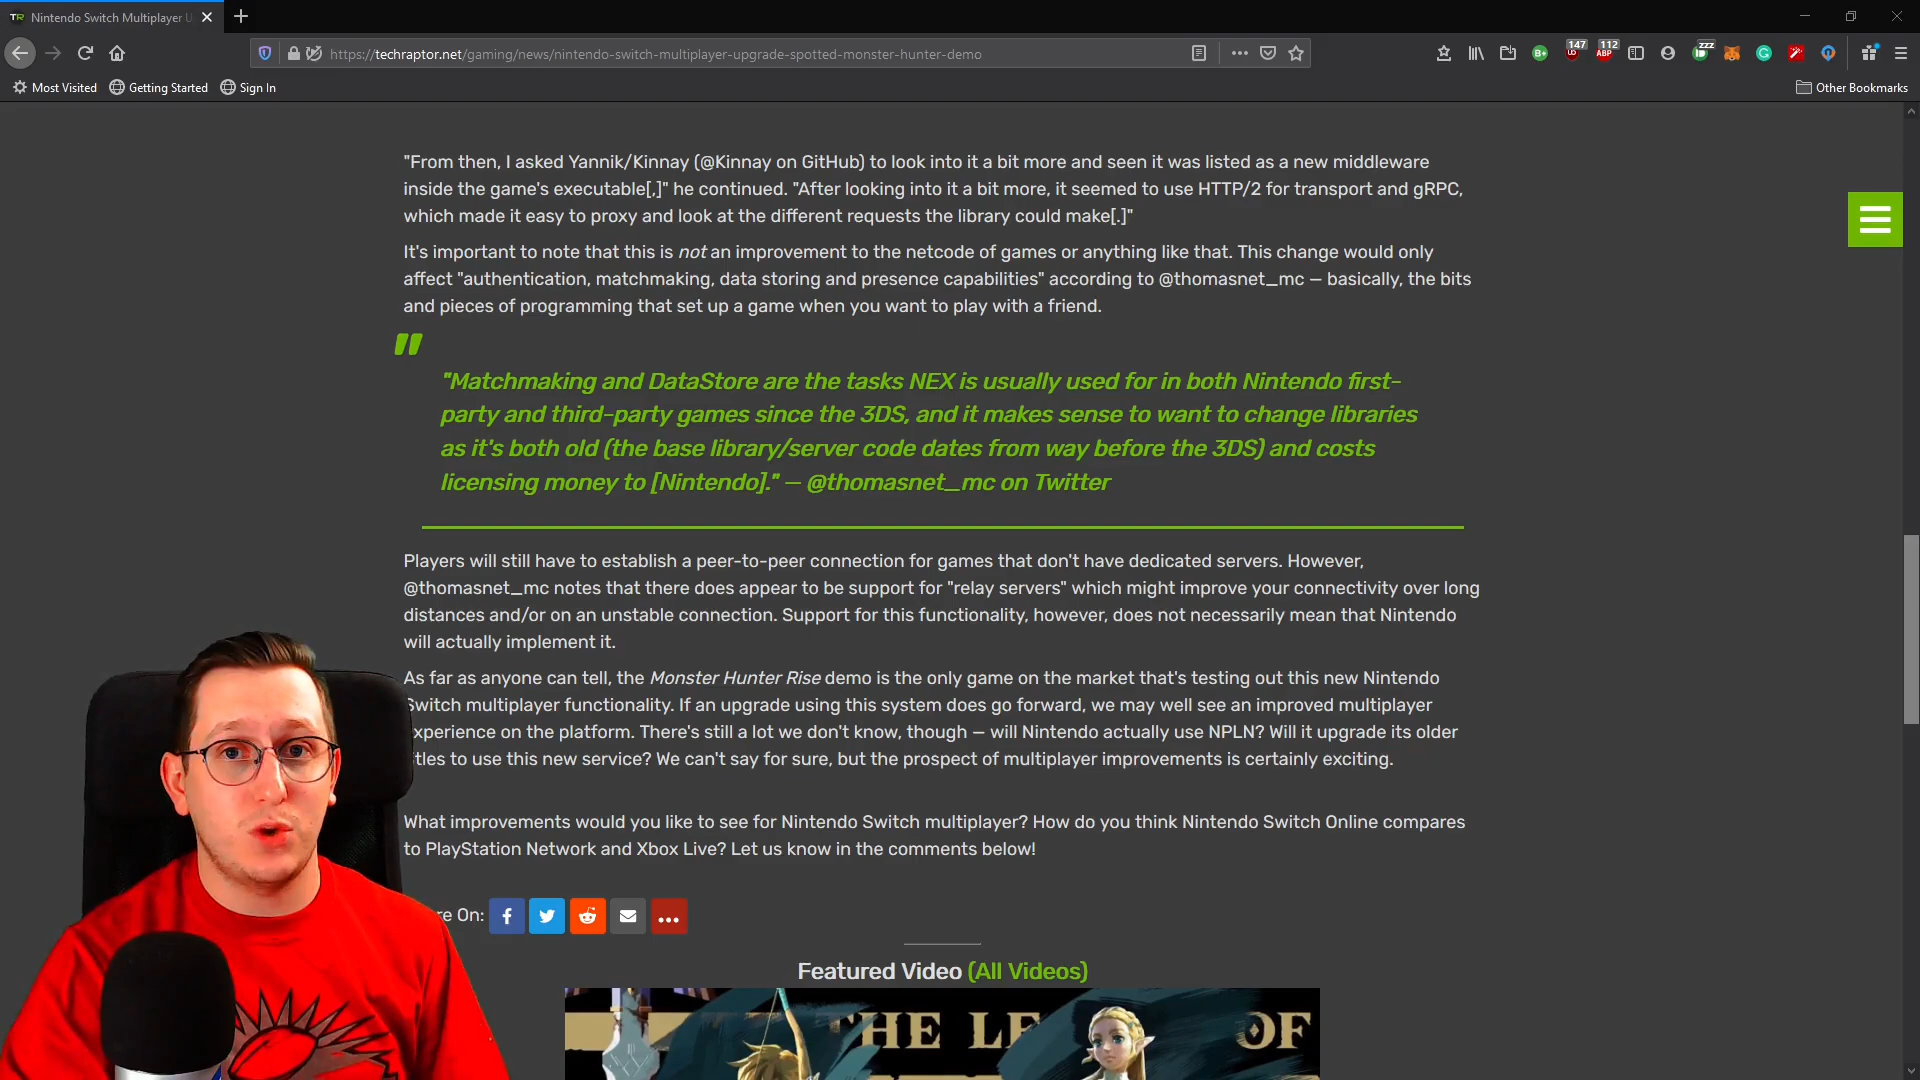 Nintendo Switch Multiplayer U
https://techraptor.net/gaming/news/nintendo-switch-multiplayer-upgrade-spotted-monster-hunter-demo
147
112
ABP
zzz
Most Visited
Getting Started
Sign In
Other Bookmarks
"From then, I asked Yannik/Kinnay (@Kinnay on GitHub) to look into it a bit more and seen it was listed as a new middleware
inside the game's executable[,]" he continued. "After looking into it a bit more, it seemed to use HTTP/2 for transport and gRPC,
which made it easy to proxy and look at the different requests the library could make[.]"
It's important to note that this is not an improvement to the netcode of games or anything like that. This change would only
affect "authentication, matchmaking, data storing and presence capabilities" according to @thomasnet_mc — basically, the bits
and pieces of programming that set up a game when you want to play with a friend.
"Matchmaking and DataStore are the tasks NEX is usually used for in both Nintendo first-
party and third-party games since the 3DS, and it makes sense to want to change libraries
as it's both old (the base library/server code dates from way before the 3DS) and costs
licensing money to [Nintendo]." — @thomasnet_mc on Twitter
Players will still have to establish a peer-to-peer connection for games that don't have dedicated servers. However,
@thomasnet_mc notes that there does appear to be support for "relay servers" which might improve your connectivity over long
distances and/or on an unstable connection. Support for this functionality, however, does not necessarily mean that Nintendo
will actually implement it.
As far as anyone can tell, the Monster Hunter Rise demo is the only game on the market that's testing out this new Nintendo
Switch multiplayer functionality. If an upgrade using this system does go forward, we may well see an improved multiplayer
xperience on the platform. There's still a lot we don't know, though — will Nintendo actually use NPLN? Will it upgrade its older
itles to use this new service? We can't say for sure, but the prospect of multiplayer improvements is certainly exciting.
What improvements would you like to see for Nintendo Switch multiplayer? How do you think Nintendo Switch Online compares
to PlayStation Network and Xbox Live? Let us know in the comments below!
re On:
Featured Video (All Videos)
THE LE OF